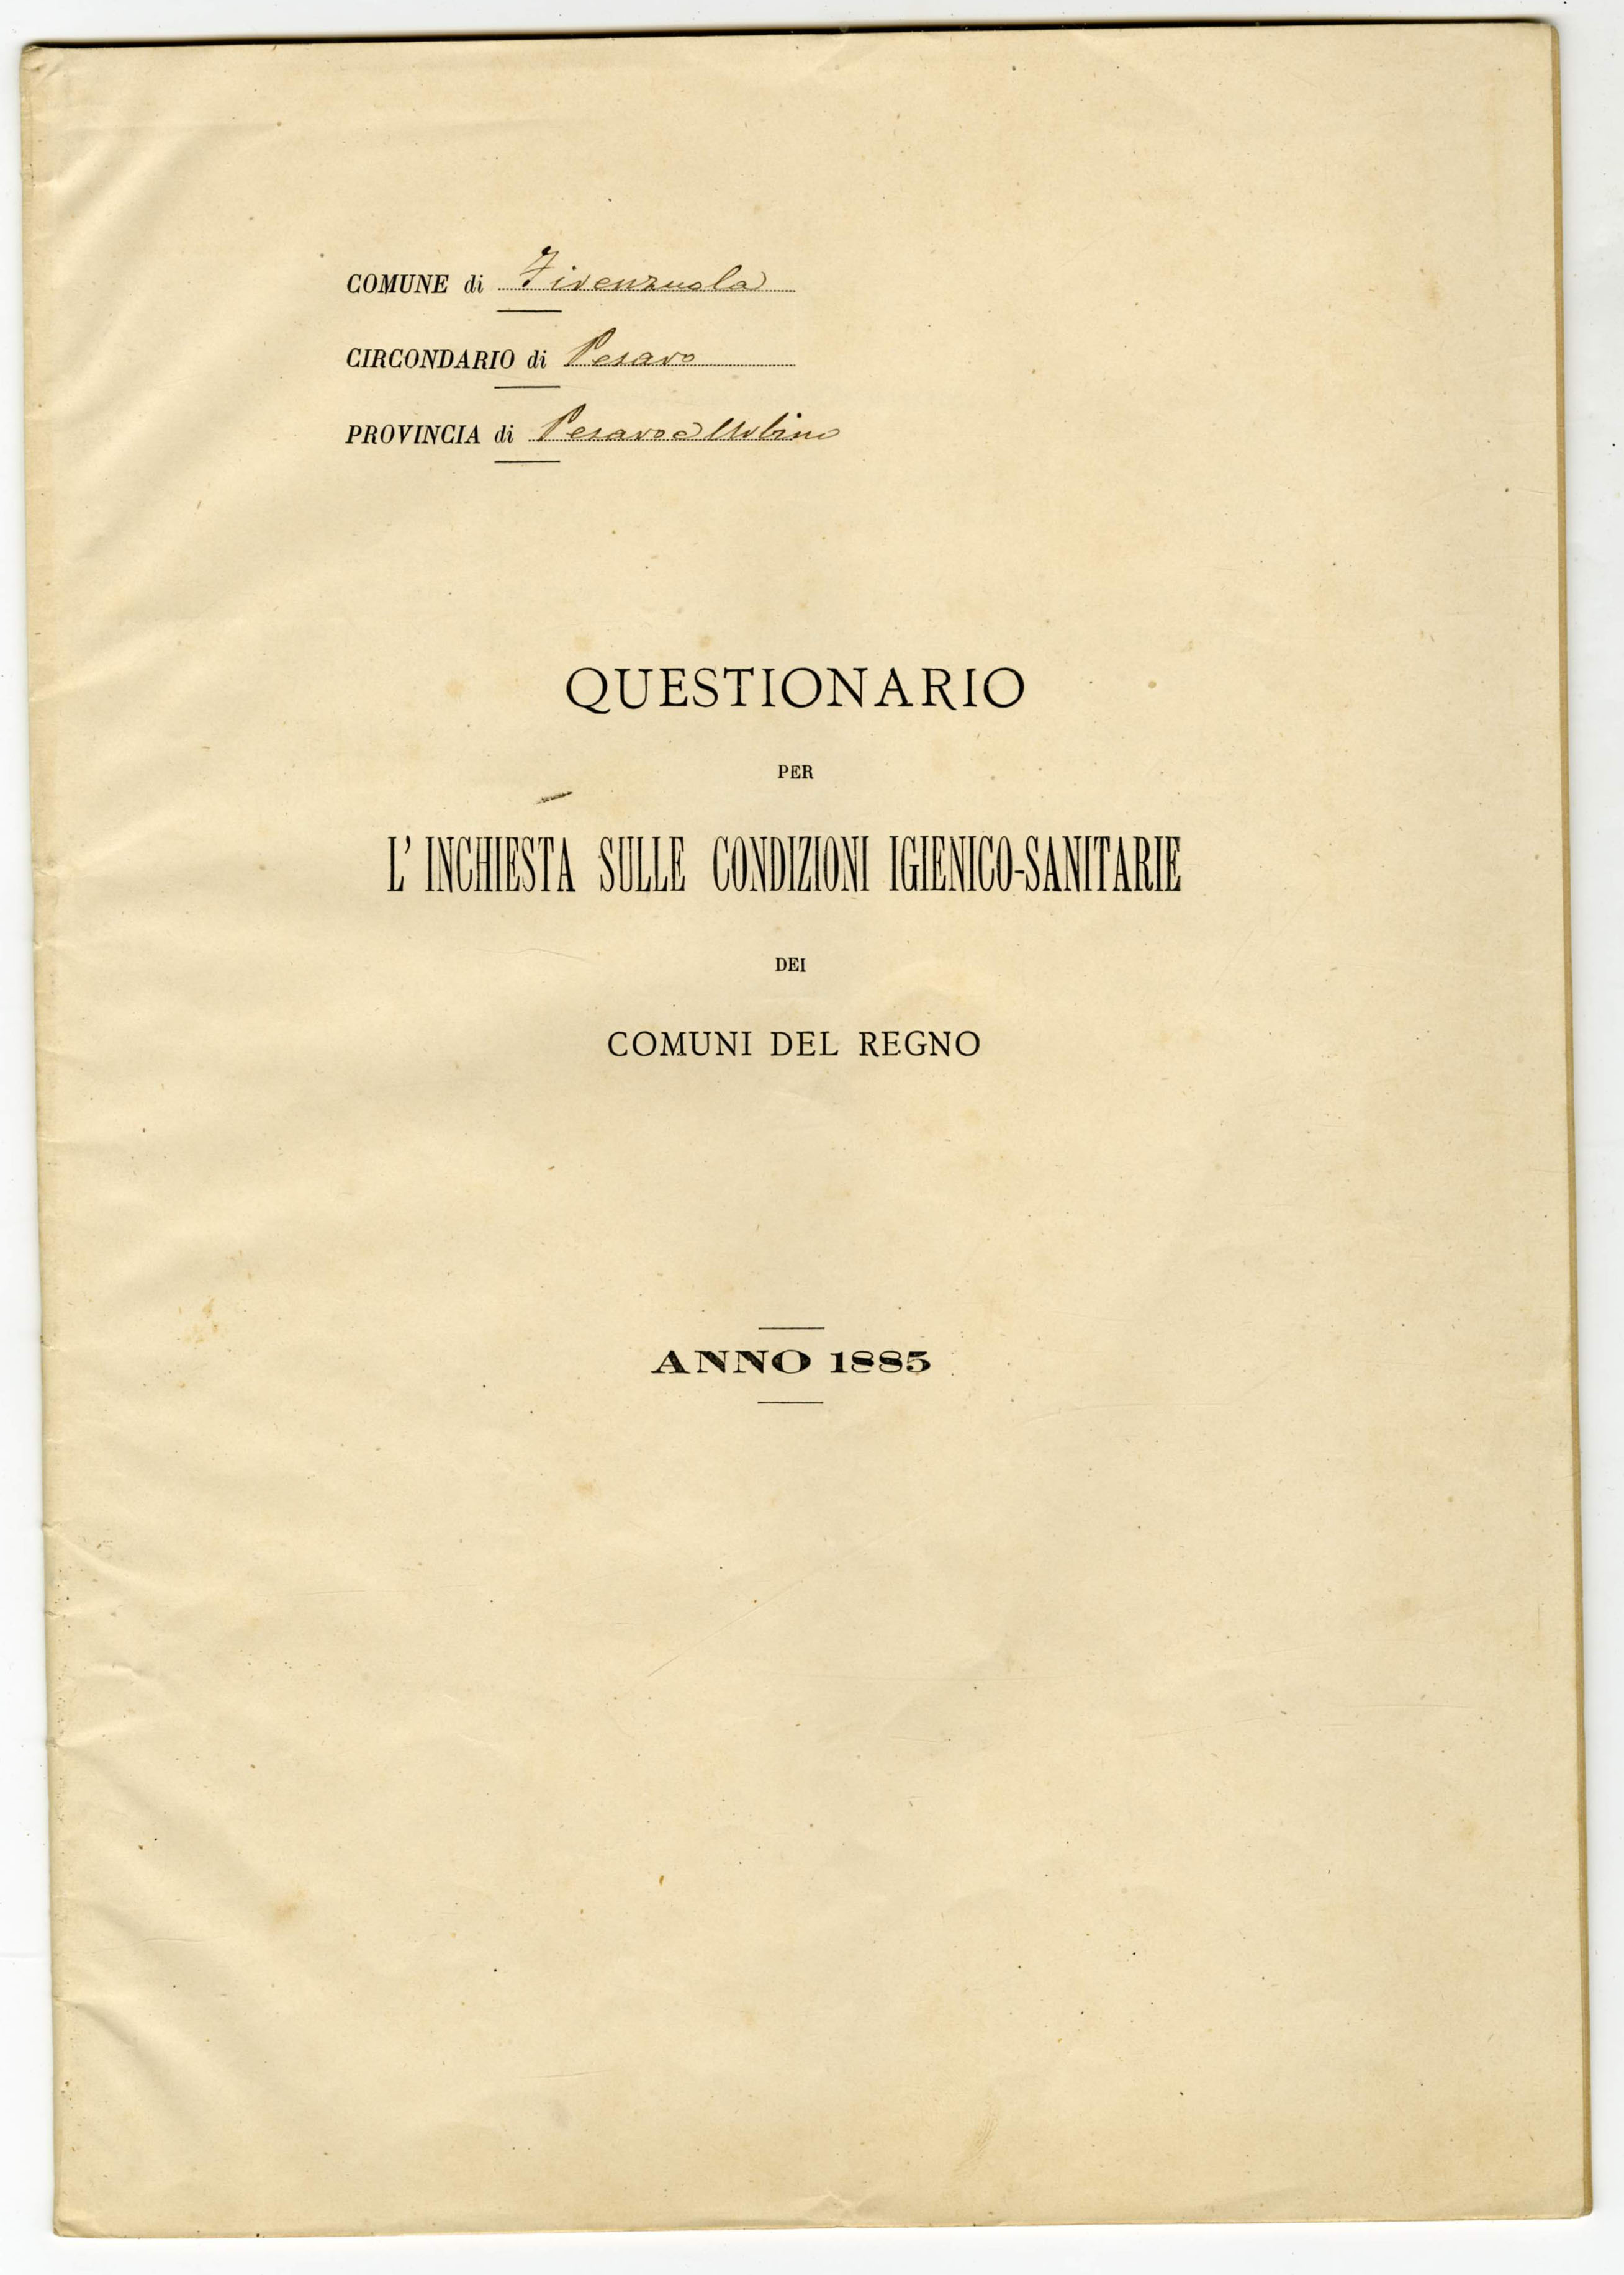 COMUNE di Firenzuola
CIRCONDARIO di Pesaro
PROVINCIA di Pesaro e Urbino
QUESTIONARIO
PER
L' INCHIESTA SULLE CONDIZIONI IGIENICO-SANITARIE
DEI
COMUNI DEL REGNO
ANNO 1885